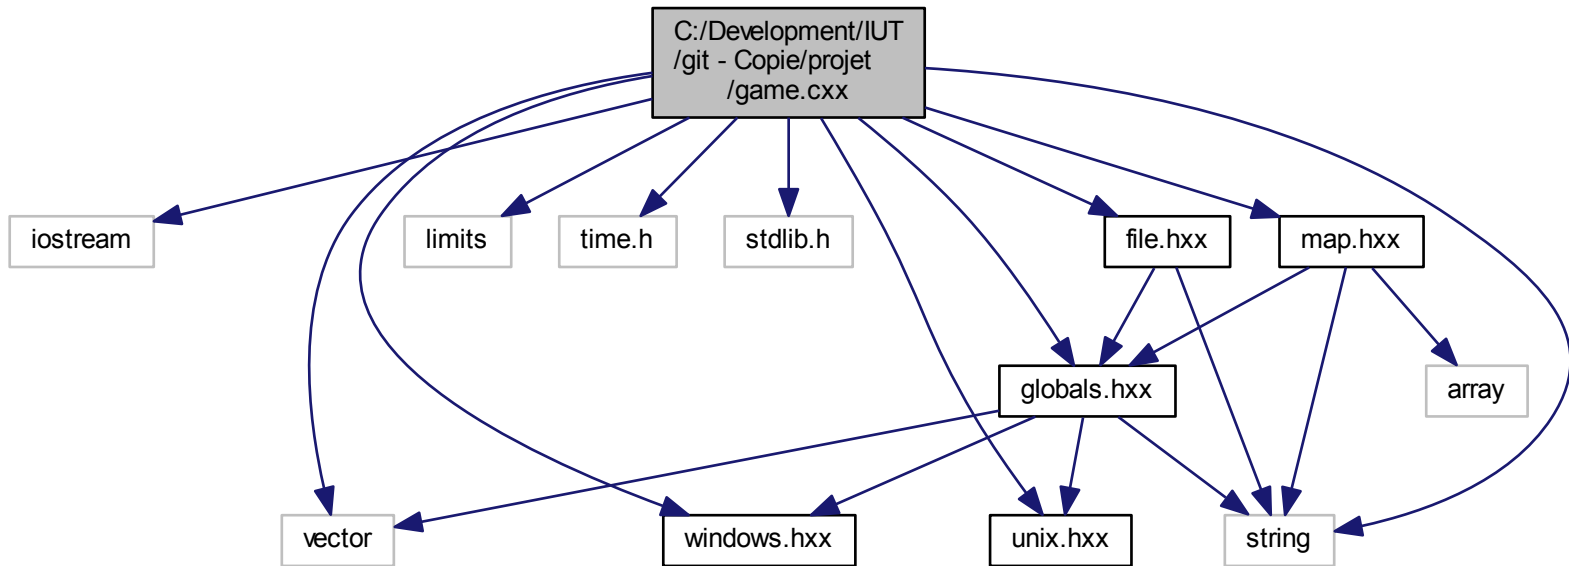 C:/Development/IUT
/git - Copie/projet
/game.cxx
iostream
limits
time.h
stdlib.h
file.hxx
map.hxx
globals.hxx
array
vector
windows.hxx
unix.hxx
string